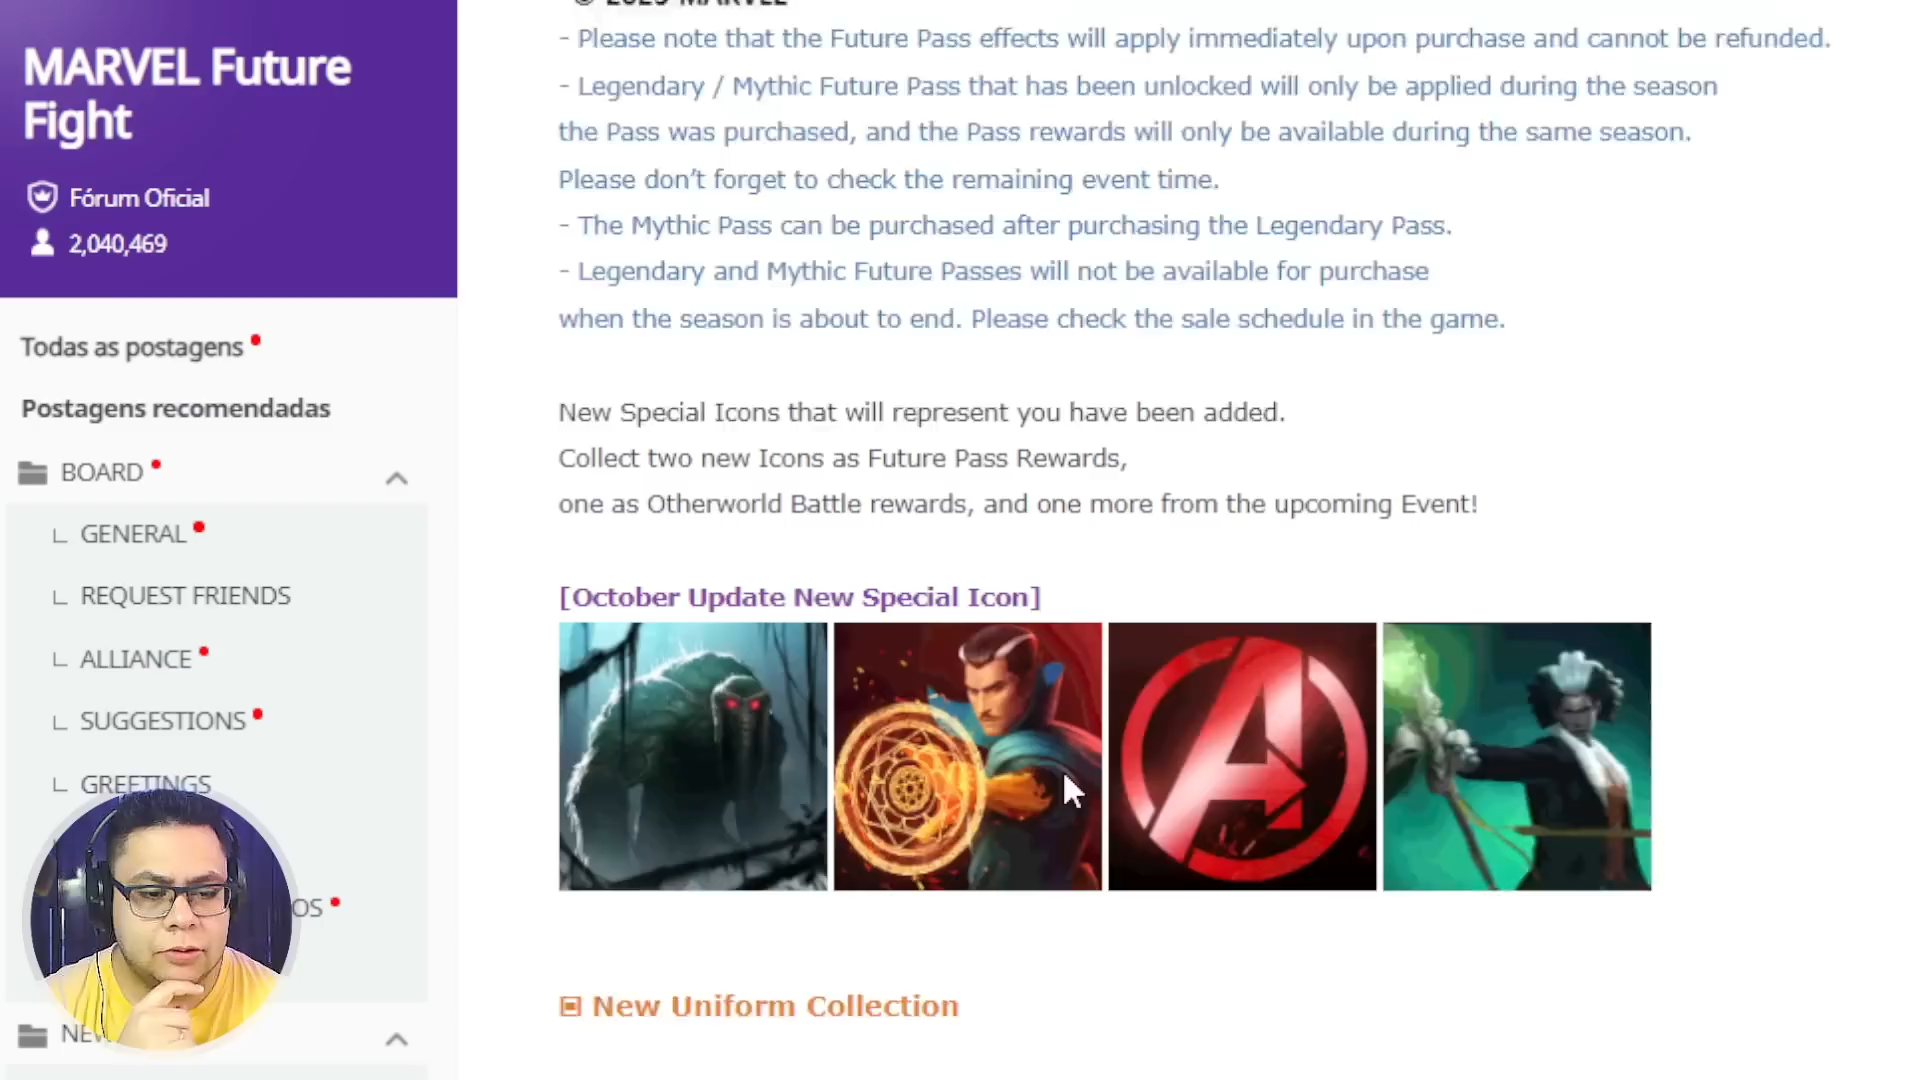 MARVEL Future
Fight
Fórum Oficial
2,040,469
Todas as postagens
Postagens recomendadas
BOARD
GENERAL
REQUEST FRIENDS
ALLIANCE
SUGGESTIONS
GREETINGS
OS
© 2023 MARVEL
- Please note that the Future Pass effects will apply immediately upon purchase and cannot be refunded.
- Legendary / Mythic Future Pass that has been unlocked will only be applied during the season
the Pass was purchased, and the Pass rewards will only be available during the same season.
Please don’t forget to check the remaining event time.
- The Mythic Pass can be purchased after purchasing the Legendary Pass.
- Legendary and Mythic Future Passes will not be available for purchase
when the season is about to end. Please check the sale schedule in the game.
New Special Icons that will represent you have been added.
Collect two new Icons as Future Pass Rewards,
one as Otherworld Battle rewards, and one more from the upcoming Event!
[October Update New Special Icon]
New Uniform Collection